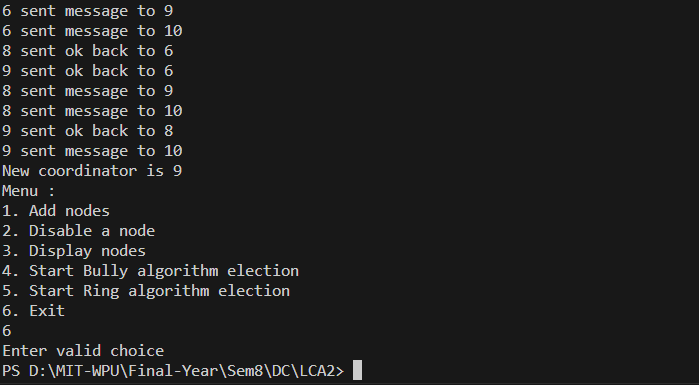 6 sent message to 9
6 sent message to 10
8 sent ok back to 6
9 sent ok back to 6
8 sent message to 9
8 sent message to 10
9 sent ok back to 8
9 sent message to 10
New coordinator is 9
Menu :
1. Add nodes
2. Disable a node
3. Display nodes
4. Start Bully algorithm election
5. Start Ring algorithm election
6. Exit
6
Enter valid choice
PS D:\MIT-WPU\Final-Year\Sem8\DC\LCA2>